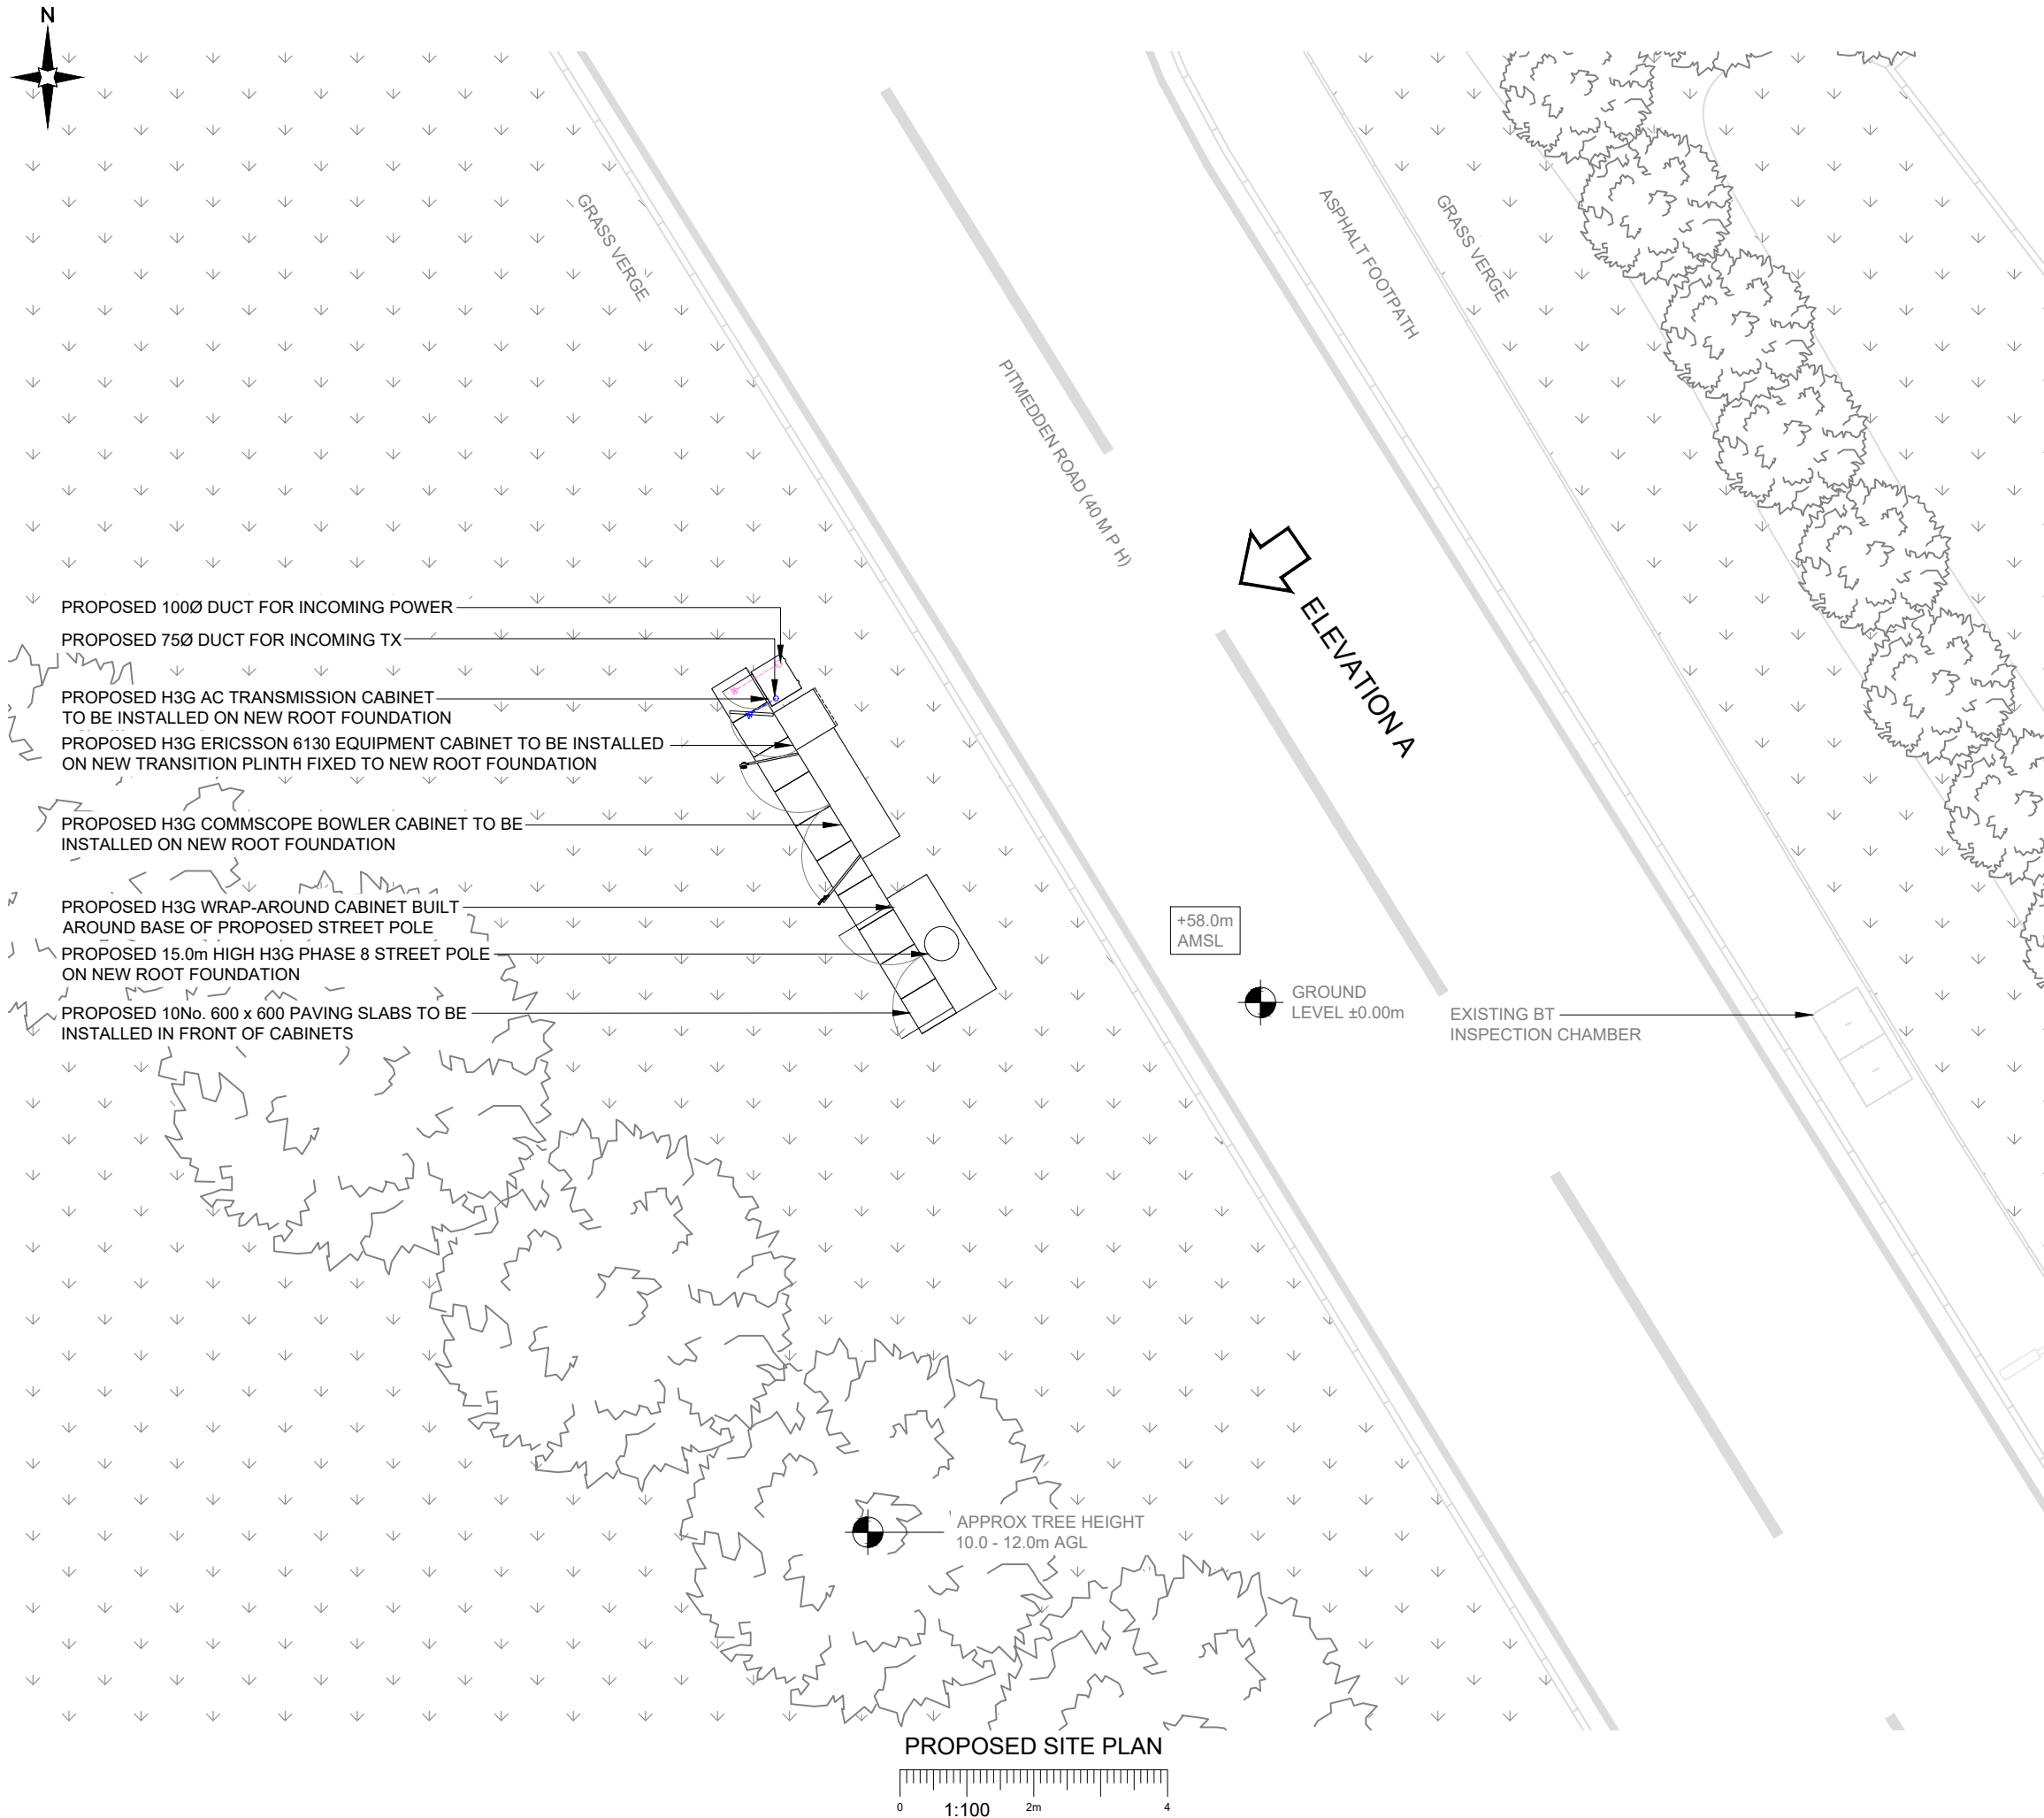 N
GRASS VERGE
ASPHALT FOOTPATH
GRASS VERGE
PITMEDDEN ROAD (40 M P H)
ELEVATION A
PROPOSED 100Ø DUCT FOR INCOMING POWER
PROPOSED 75Ø DUCT FOR INCOMING TX
PROPOSED H3G AC TRANSMISSION CABINET
TO BE INSTALLED ON NEW ROOT FOUNDATION
PROPOSED H3G ERICSSON 6130 EQUIPMENT CABINET TO BE INSTALLED
ON NEW TRANSITION PLINTH FIXED TO NEW ROOT FOUNDATION
PROPOSED H3G COMMSCOPE BOWLER CABINET TO BE
INSTALLED ON NEW ROOT FOUNDATION
PROPOSED H3G WRAP-AROUND CABINET BUILT
AROUND BASE OF PROPOSED STREET POLE
PROPOSED 15.0m HIGH H3G PHASE 8 STREET POLE
ON NEW ROOT FOUNDATION
PROPOSED 10No. 600 x 600 PAVING SLABS TO BE
INSTALLED IN FRONT OF CABINETS
+58.0m
AMSL
GROUND
LEVEL ±0.00m
EXISTING BT
INSPECTION CHAMBER
APPROX TREE HEIGHT
10.0 - 12.0m AGL
PROPOSED SITE PLAN
0 1:100 2m 4